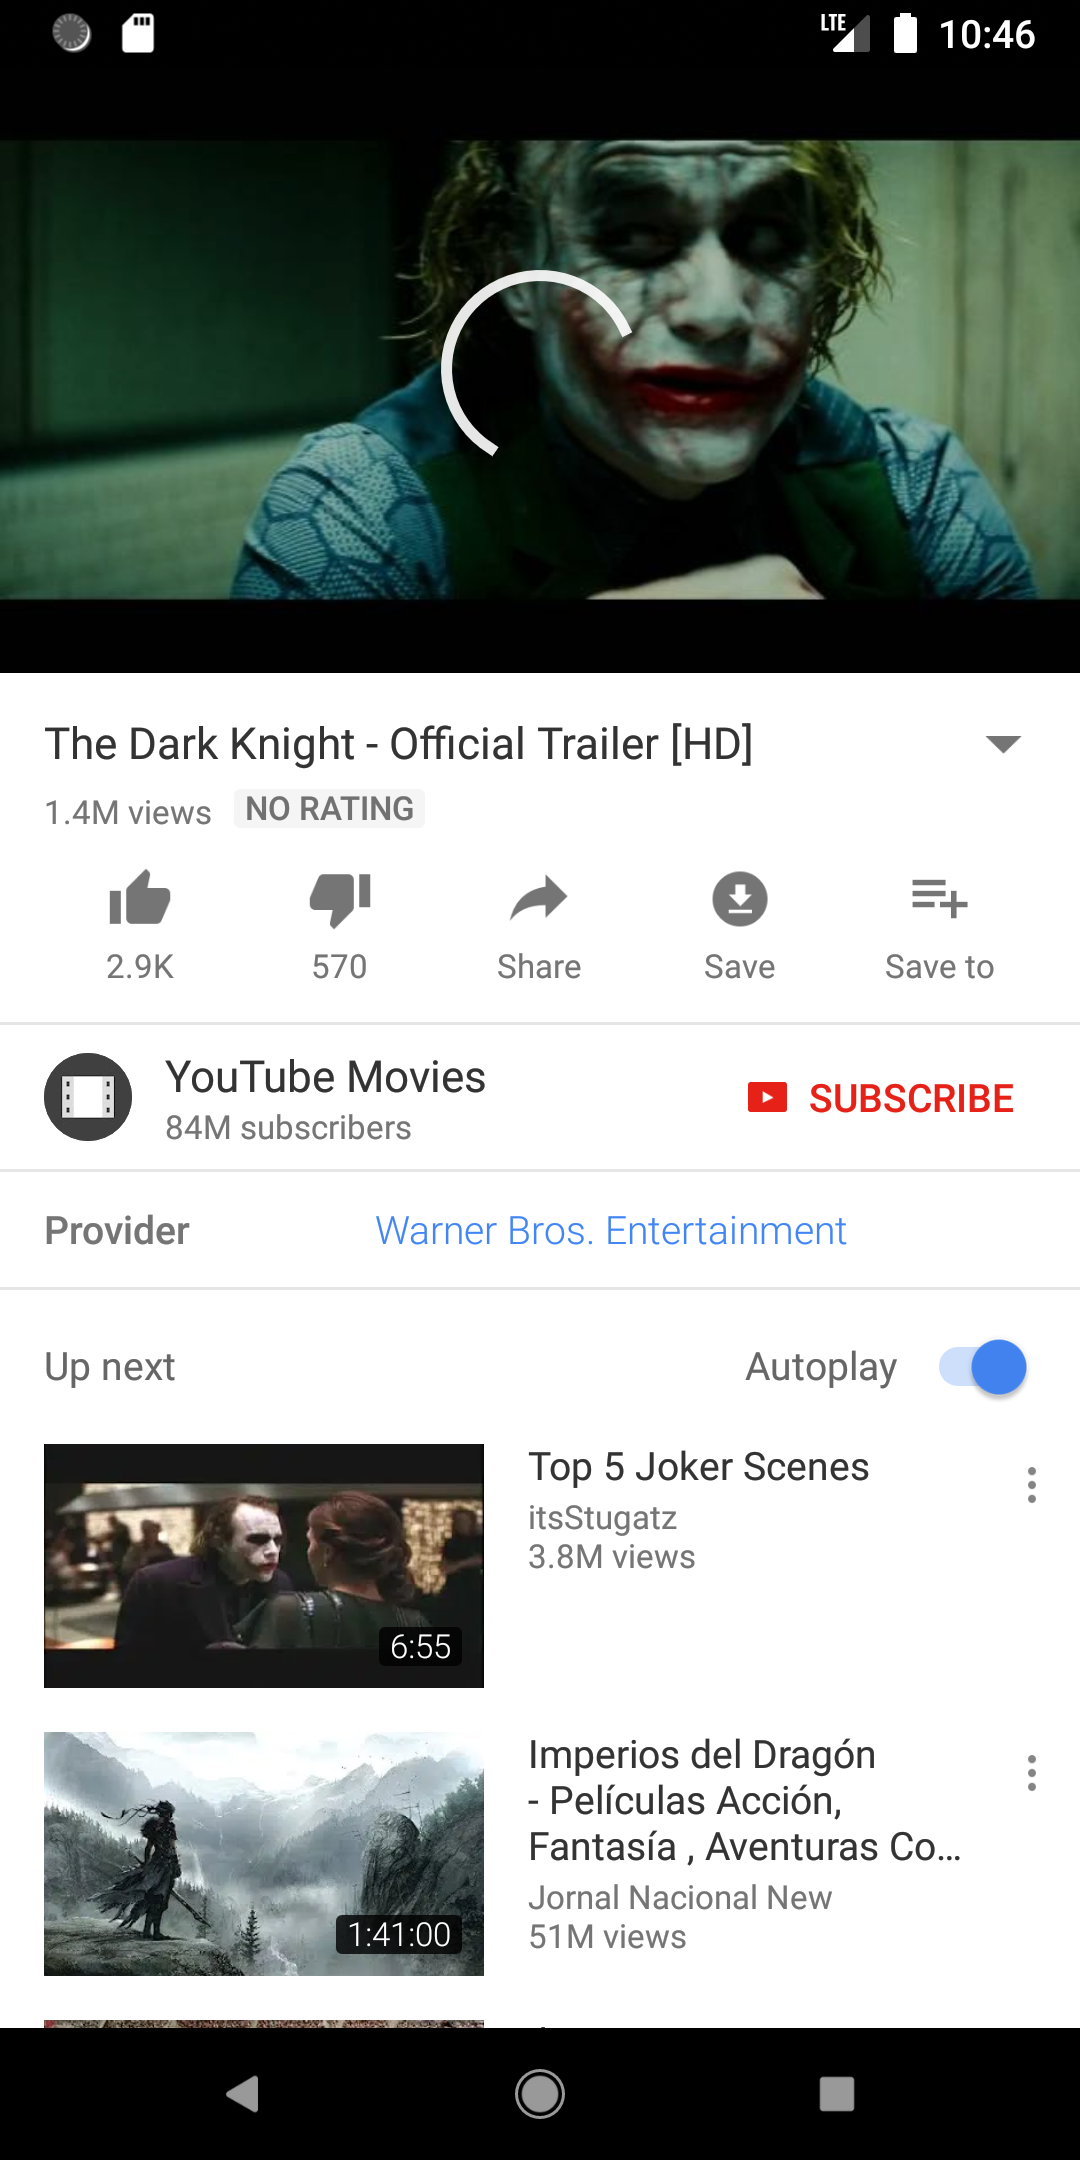 LTE 10:46
The Dark Knight - Official Trailer [HD]
1.4M views NO RATING
2.9K 570 Share Save Save to
YouTube Movies
84M subscribers
SUBSCRIBE
Provider Warner Bros. Entertainment
Up next Autoplay
Top 5 Joker Scenes
itsStugatz
3.8M views
6:55
Imperios del Dragón
- Películas Acción,
Fantasía , Aventuras Co...
Jornal Nacional New
51M views
1:41:00